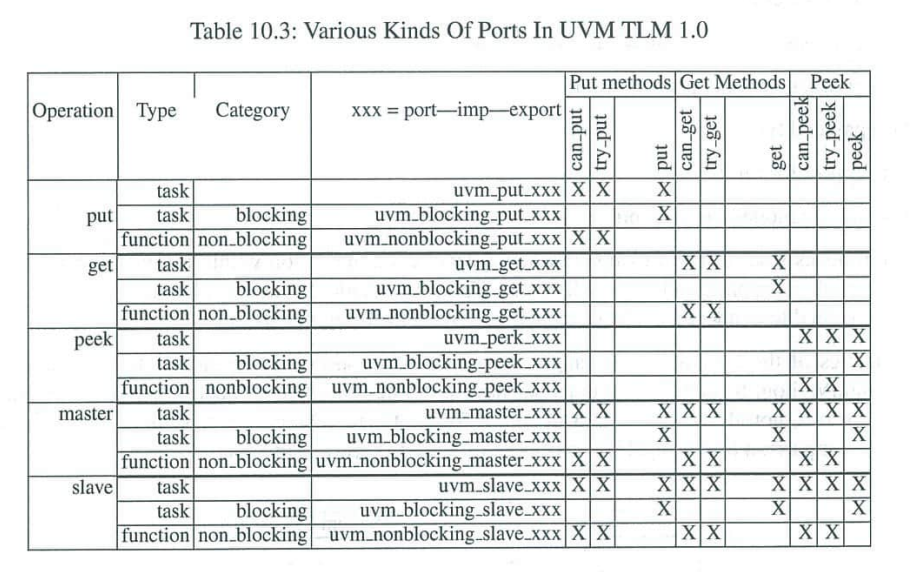 Table 10.3: Various Kinds Of Ports In UVM TLM 1.0
Put methods Get Methods Peek
Operation Type Category xxx = port—imp—export can_put try_put put can_get try_get get can_peek try_peek peek
task uvm_put_xxx X X X
put task blocking uvm_blocking_put_xxx X
function non_blocking uvm_nonblocking_put_xxx X X
get task uvm_get_xxx X X X
task blocking uvm_blocking_get_xxx X
function non_blocking uvm_nonblocking_get_xxx X X
peek task uvm_perk_xxx X X X
task blocking uvm_blocking_peek_xxx X
function nonblocking uvm_nonblocking_peek_xxx X X
master task uvm_master_xxx X X X X X X X X X
task blocking uvm_blocking_master_xxx X X X
function non_blocking uvm_nonblocking_master_xxx X X X X X X
slave task uvm_slave_xxx X X X X X X X X X
task blocking uvm_blocking_slave_xxx X X X
function non_blocking uvm_nonblocking_slave_xxx X X X X X X